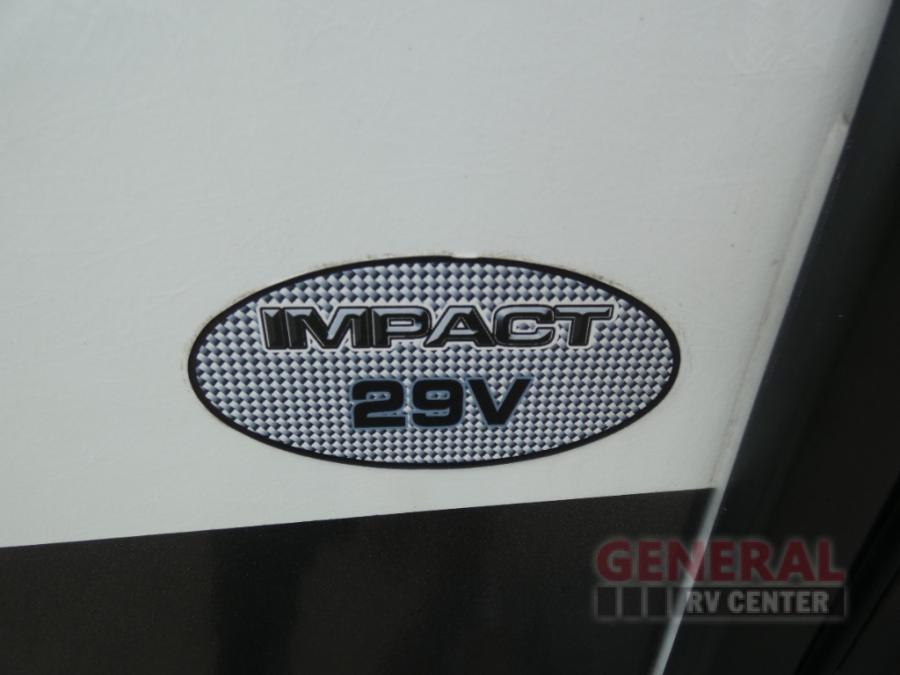 IMPACT
29V
GENERAL
RV CENTER